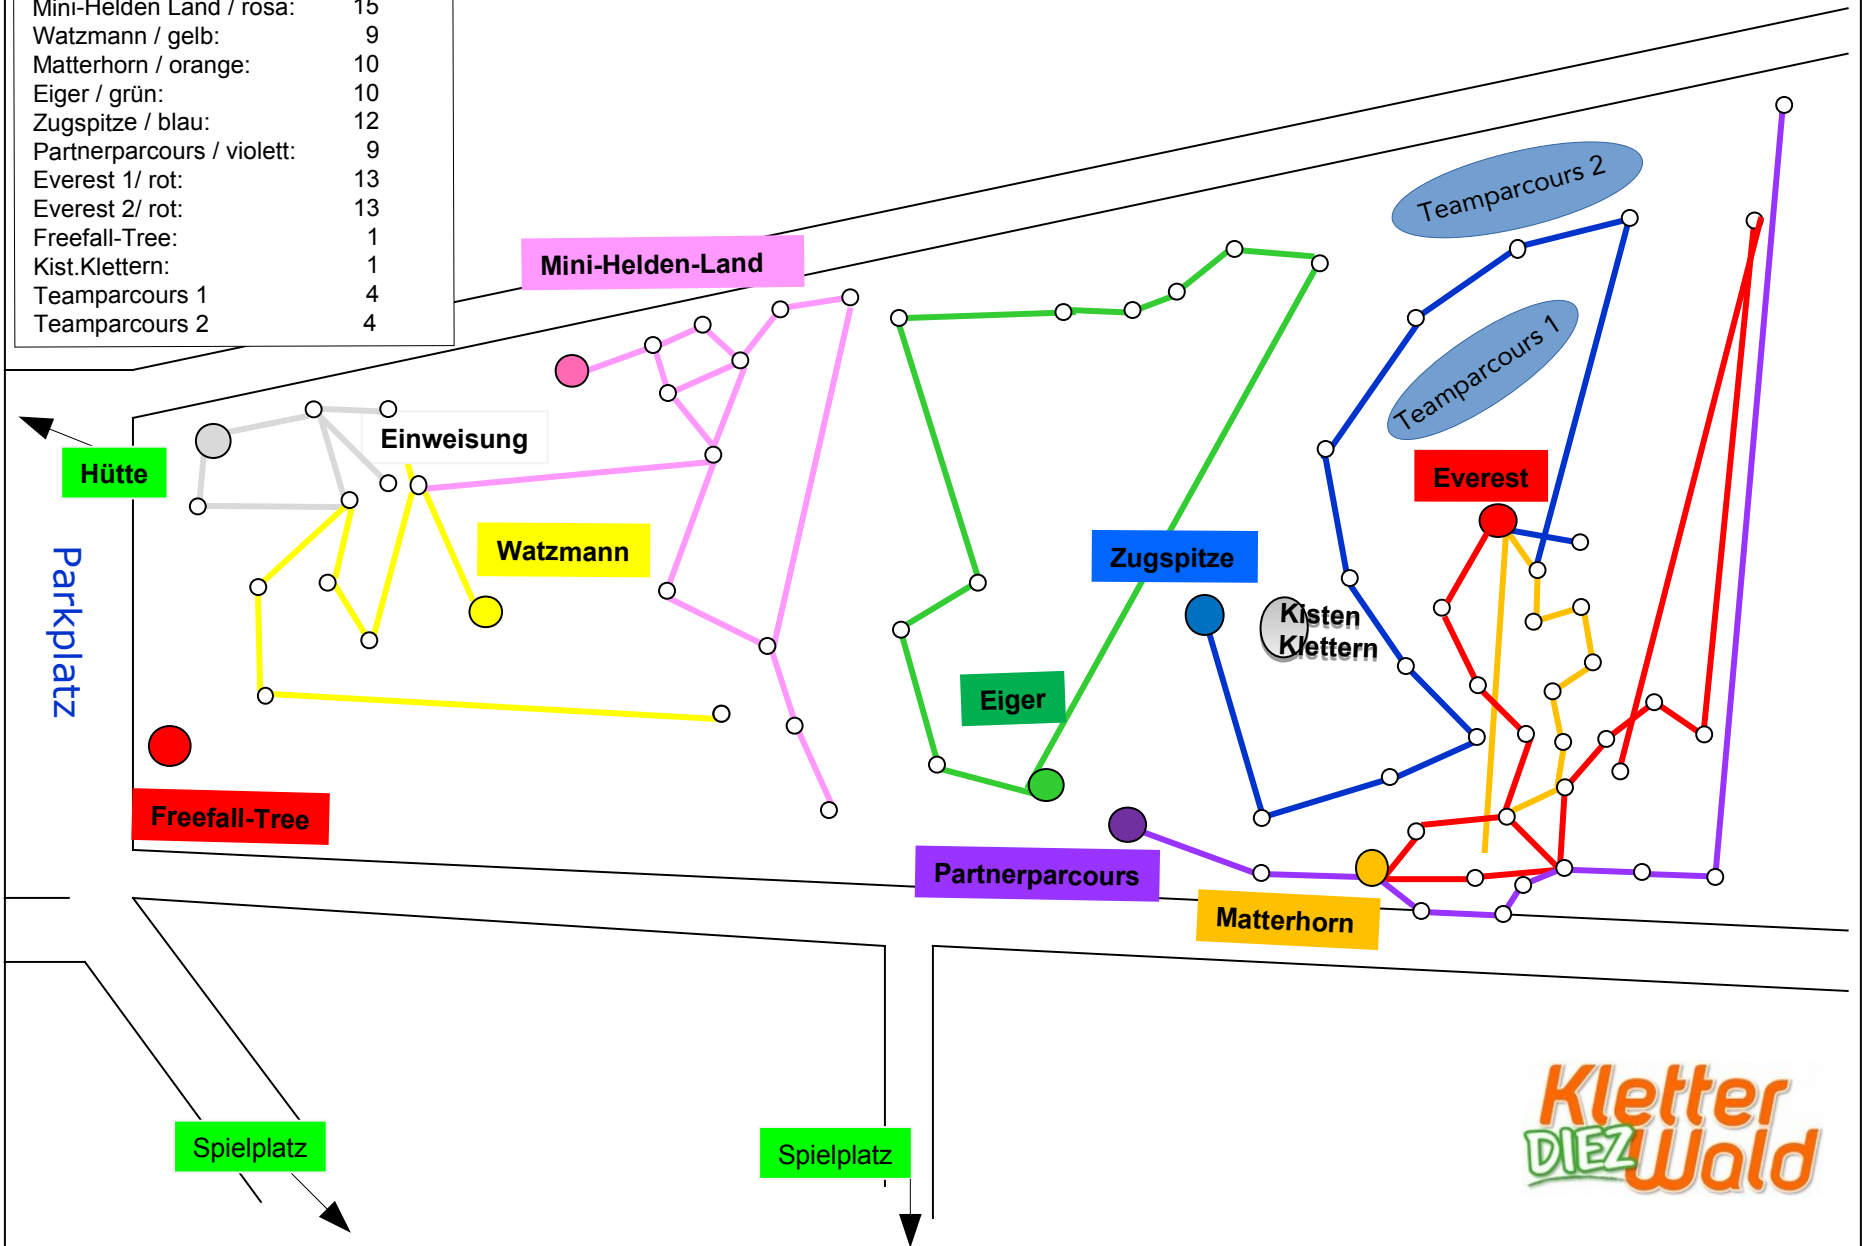 Mini-Helden Land / rosa: 15
Watzmann / gelb: 9
Matterhorn / orange: 10
Eiger / grün: 10
Zugspitze / blau: 12
Partnerparcours / violett: 9
Everest 1/ rot: 13
Everest 2/ rot: 13
Freefall-Tree: 1
Kist.Klettern: 1
Teamparcours 1 4
Teamparcours 2 4
Teamparcours 2
Mini-Helden-Land
Teamparcours 1
Einweisung
Hütte
Everest
Watzmann
Zugspitze
Parkplatz
Kisten
Klettern
Eiger
Freefall-Tree
Partnerparcours
Matterhorn
Spielplatz
Spielplatz
Kletter
DIEZ Wald